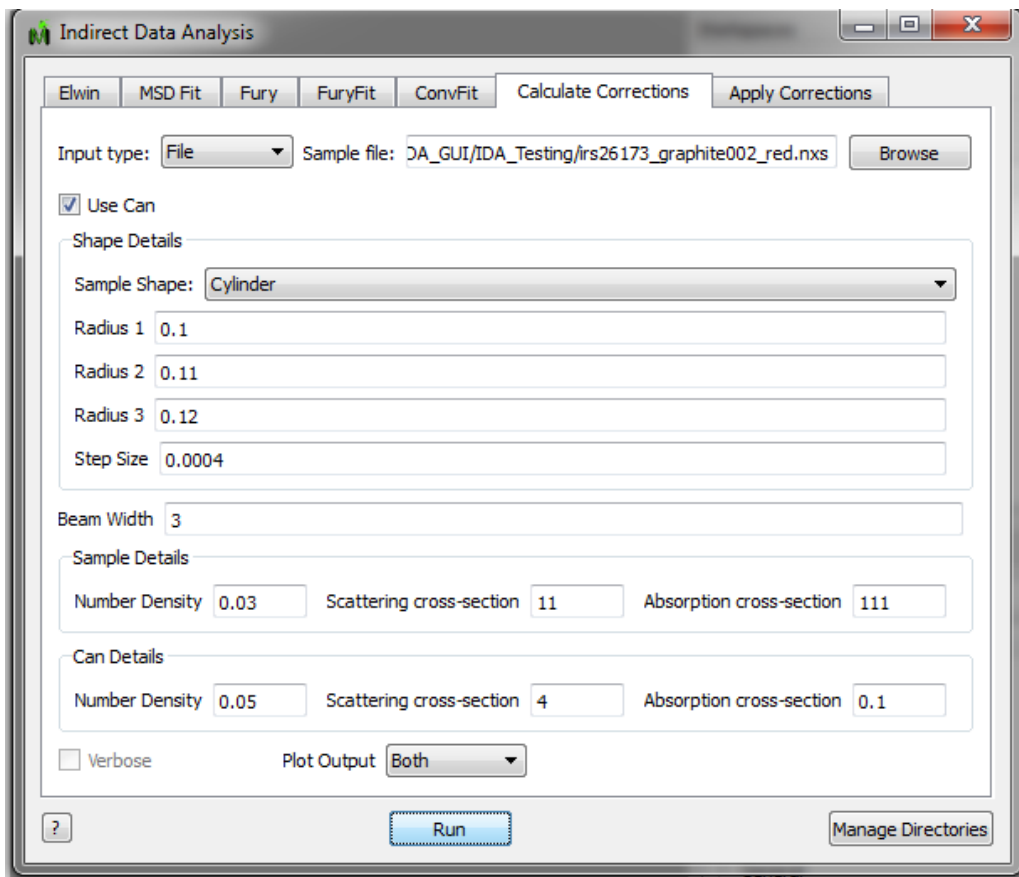 Indirect Data Analysis
Elwin MSD Fit Fury FuryFit ConvFit Calculate Corrections Apply Corrections
Input type: File Sample file: DA_GUI/IDA_Testing/irs26173_graphite002_red.nxs Browse
Use Can
Shape Details
Sample Shape: Cylinder
Radius 1 0.1
Radius 2 0.11
Radius 3 0.12
Step Size 0.0004
Beam Width 3
Sample Details
Number Density 0.03 Scattering cross-section 11 Absorption cross-section 111
Can Details
Number Density 0.05 Scattering cross-section 4 Absorption cross-section 0.1
Verbose Plot Output Both
? Run Manage Directories